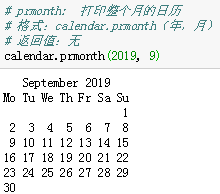 # prmonth: 打印整个月的日历
# 格式: calendar.prmonth（年，月）
# 返回值：无
calendar.prmonth(2019, 9)
September 2019
Mo Tu We Th Fr Sa Su
1
2 3 4 5 6 7 8
9 10 11 12 13 14 15
16 17 18 19 20 21 22
23 24 25 26 27 28 29
30